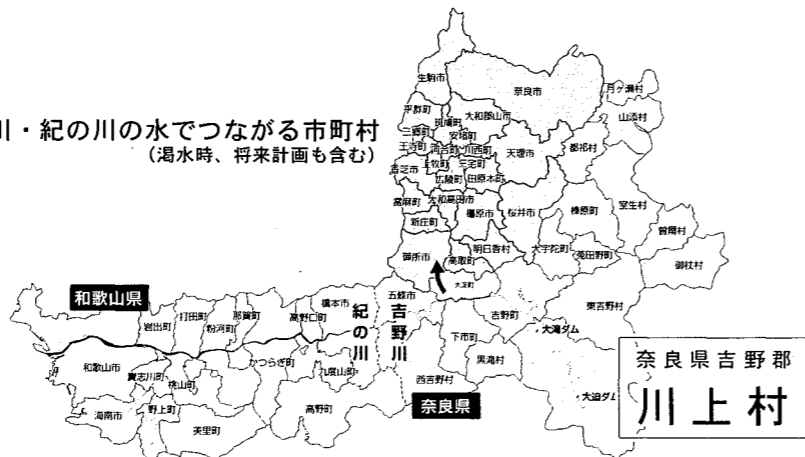 川・紀の川の水でつながる市町村
(渇水時、将来計画も含む)
生駒市
奈良市
月ヶ瀬村
平群町
斑鳩町
大和郡山市
山添村
三郷町
安堵町
王寺町
河合町
川西町
天理市
都祁村
上牧町
三宅町
香芝市
広陵町
田原本町
室生村
當麻町
大和高田市
橿原市
桜井市
榛原町
曽爾村
新庄町
明日香村
大宇陀町
菟田野町
御杖村
御所市
高取町
大淀町
和歌山県
橋本市
五條市
東吉野村
岩出町
打田町
粉河町
那賀町
高野口町
紀の川
吉野川
吉野町
大滝ダム
下市町
和歌山市
貴志川町
桃山町
かつらぎ町
九度山町
黒滝村
奈良県吉野郡
川上村
西吉野村
大迫ダム
海南市
野上町
美里町
高野町
奈良県